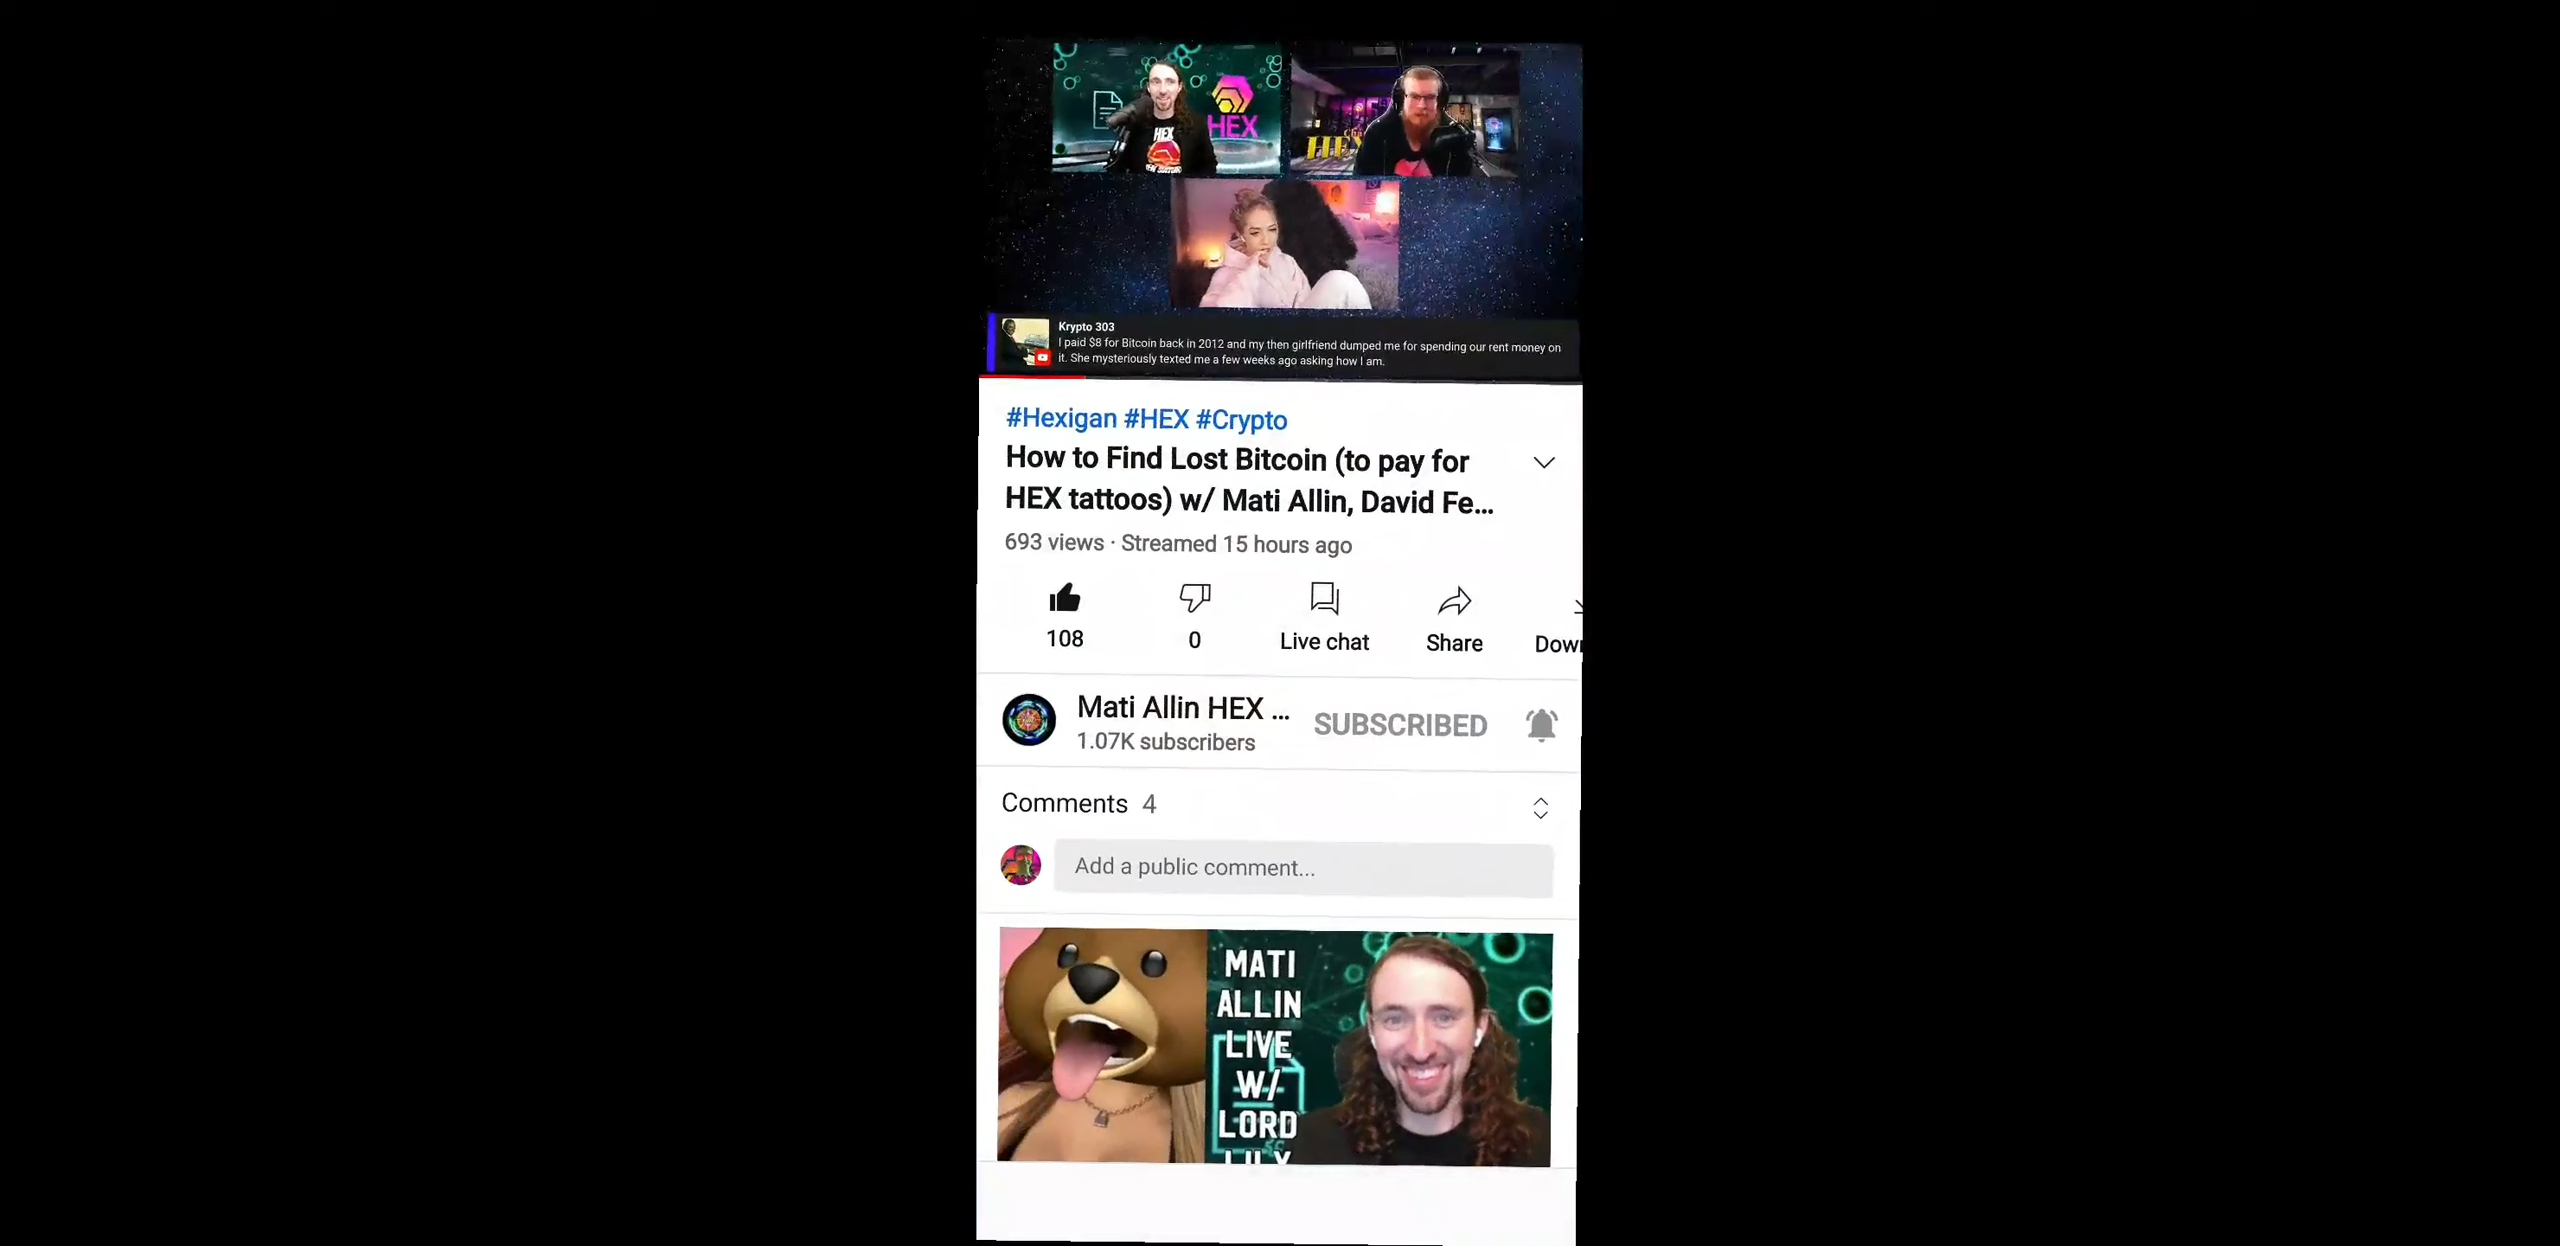 HEX
HEX
HEX
Krypto 303
I paid $8 for Bitcoin back in 2012 and my then girlfriend dumped me for spending our rent money on
it. She mysteriously texted me a few weeks ago asking how I am.
#Hexigan #HEX #Crypto
How to Find Lost Bitcoin (to pay for
HEX tattoos) w/ Mati Allin, David Fe...
693 views · Streamed 15 hours ago
108
0
Live chat
Share
Down
Mati Allin HEX ...
1.07K subscribers
SUBSCRIBED
Comments 4
Add a public comment...
MATI
ALLIN
LIVE
W/
LORD
LILY